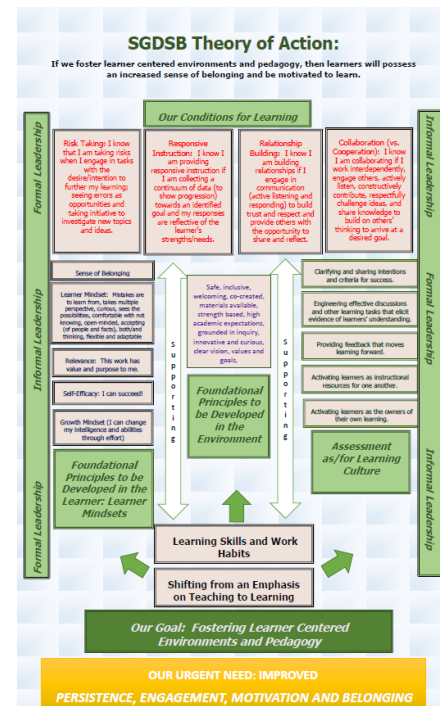 SGDSB Theory of Action:
If we foster learner centered environments and pedagogy, then learners will possess
an increased sense of belonging and be motivated to learn.
Our Conditions for Learning
Formal Leadership
Informal Leadership
Formal Leadership
Risk Taking: I know
that I am taking risks
when I engage in tasks
with the
desire/intention to
further my learning;
seeing errors as
opportunities and
taking initiative to
investigate new topics
and ideas.
Responsive
Instruction: I know I
am providing
responsive instruction if
I am collecting a
continuum of data (to
show progression)
towards an identified
goal and my responses
are reflective of the
learner's
strengths/needs.
Relationship
Building: I know I
am building
relationships if I
engage in
communication
(active listening and
responding) to build
trust and respect and
provide others with
the opportunity to
share and reflect.
Collaboration (vs.
Cooperation): I know
I am collaborating if I
work interdependently,
engage others, actively
listen, constructively
contribute, respectfully
challenge ideas, and
share knowledge to
build on others'
thinking to arrive at a
desired goal.
Informal Leadership
Formal Leadership
Informal Leadership
Sense of Belonging
Learner Mindset: Mistakes are
to learn from, takes multiple
perspective, curious, sees the
possibilities, comfortable with not
knowing, open-minded, accepting
(of people and facts), both/and
thinking, flexible and adaptable
Relevance: This work has
value and purpose to me.
Self-Efficacy: I can succeed!
Growth Mindset (I can change
my intelligence and abilities
through effort)
Foundational
Principles to be
Developed in the
Learner: Learner
Mindsets
Supporting
Safe, inclusive,
welcoming, co-created,
materials available,
strength based, high
academic expectations,
grounded in inquiry,
innovative and curious,
clear vision, values and
goals.
Foundational
Principles to
be Developed
in the
Environment
Supporting
Clarifying and sharing intentions
and criteria for success.
Engineering effective discussions
and other learning tasks that elicit
evidence of learners' understanding.
Providing feedback that moves
learning forward.
Activating learners as instructional
resources for one another.
Activating learners as the owners of
their own learning.
Assessment
as/for Learning
Culture
Learning Skills and Work
Habits
Shifting from an Emphasis
on Teaching to Learning
Our Goal: Fostering Learner Centered
Environments and Pedagogy
OUR URGENT NEED: IMPROVED
PERSISTENCE, ENGAGEMENT, MOTIVATION AND BELONGING